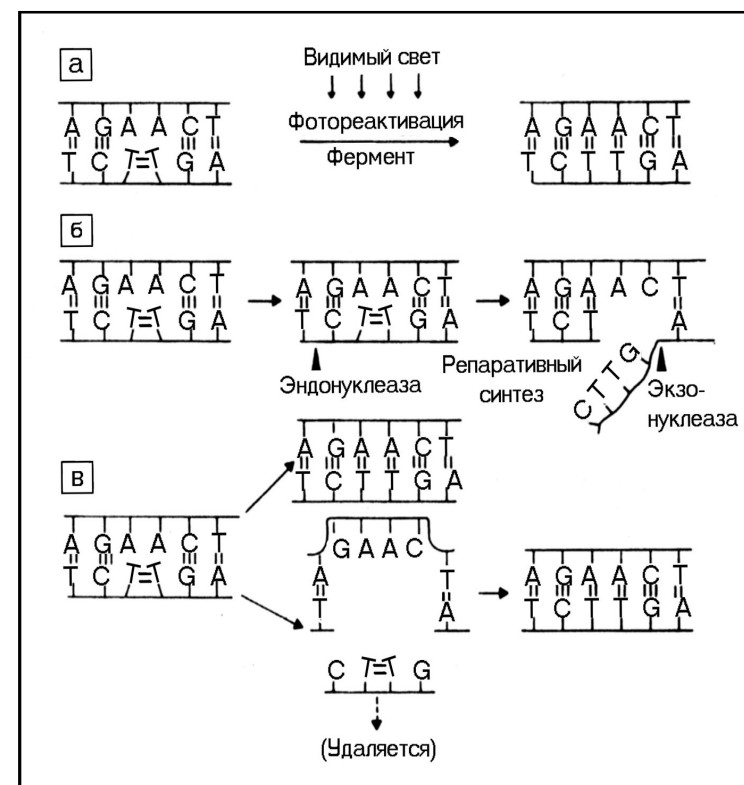 а
Видимый свет
Фотореактивация
Фермент
A G A A C T
T C T=T G A
A G A A C T
T C T T G A
б
A G A A C T
T C T=T G A
A G A A C T
T C T=T G A
A G A A C T
T C T A
C T T G
Эндонуклеаза
Репаративный
синтез
Экзо-
нуклеаза
в
A G A A C T
T C T T G A
A G A A C T
T C T=T G A
G A A C
A T
T A
A G A A C T
T C T T G A
C T=T G
(Удаляется)